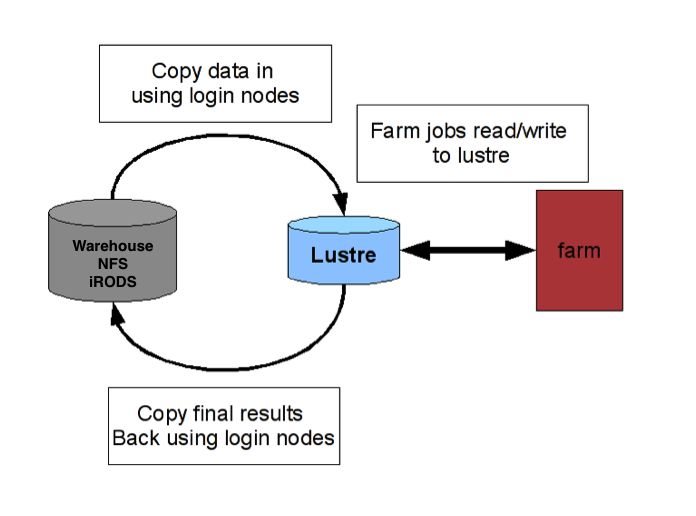 Copy data in
using login nodes
Farm jobs read/write
to lustre
Warehouse
NFS
iRODS
Lustre
farm
Copy final results
Back using login nodes